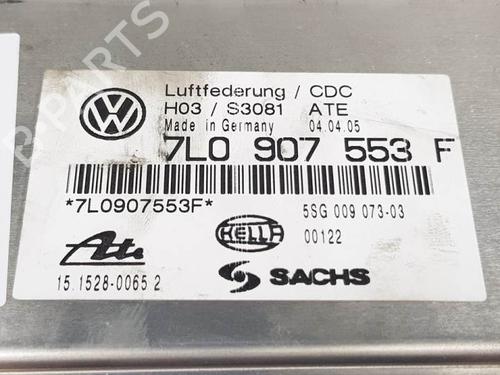 Luftfederung / CDC
H03 / S3081 ATE
Made in Germany 04.04.05
7L0 907 553 F
*7L0907553F*
5SG 009 073-03
HELLA
00122
Ate
SACHS
15.1528-0065 2